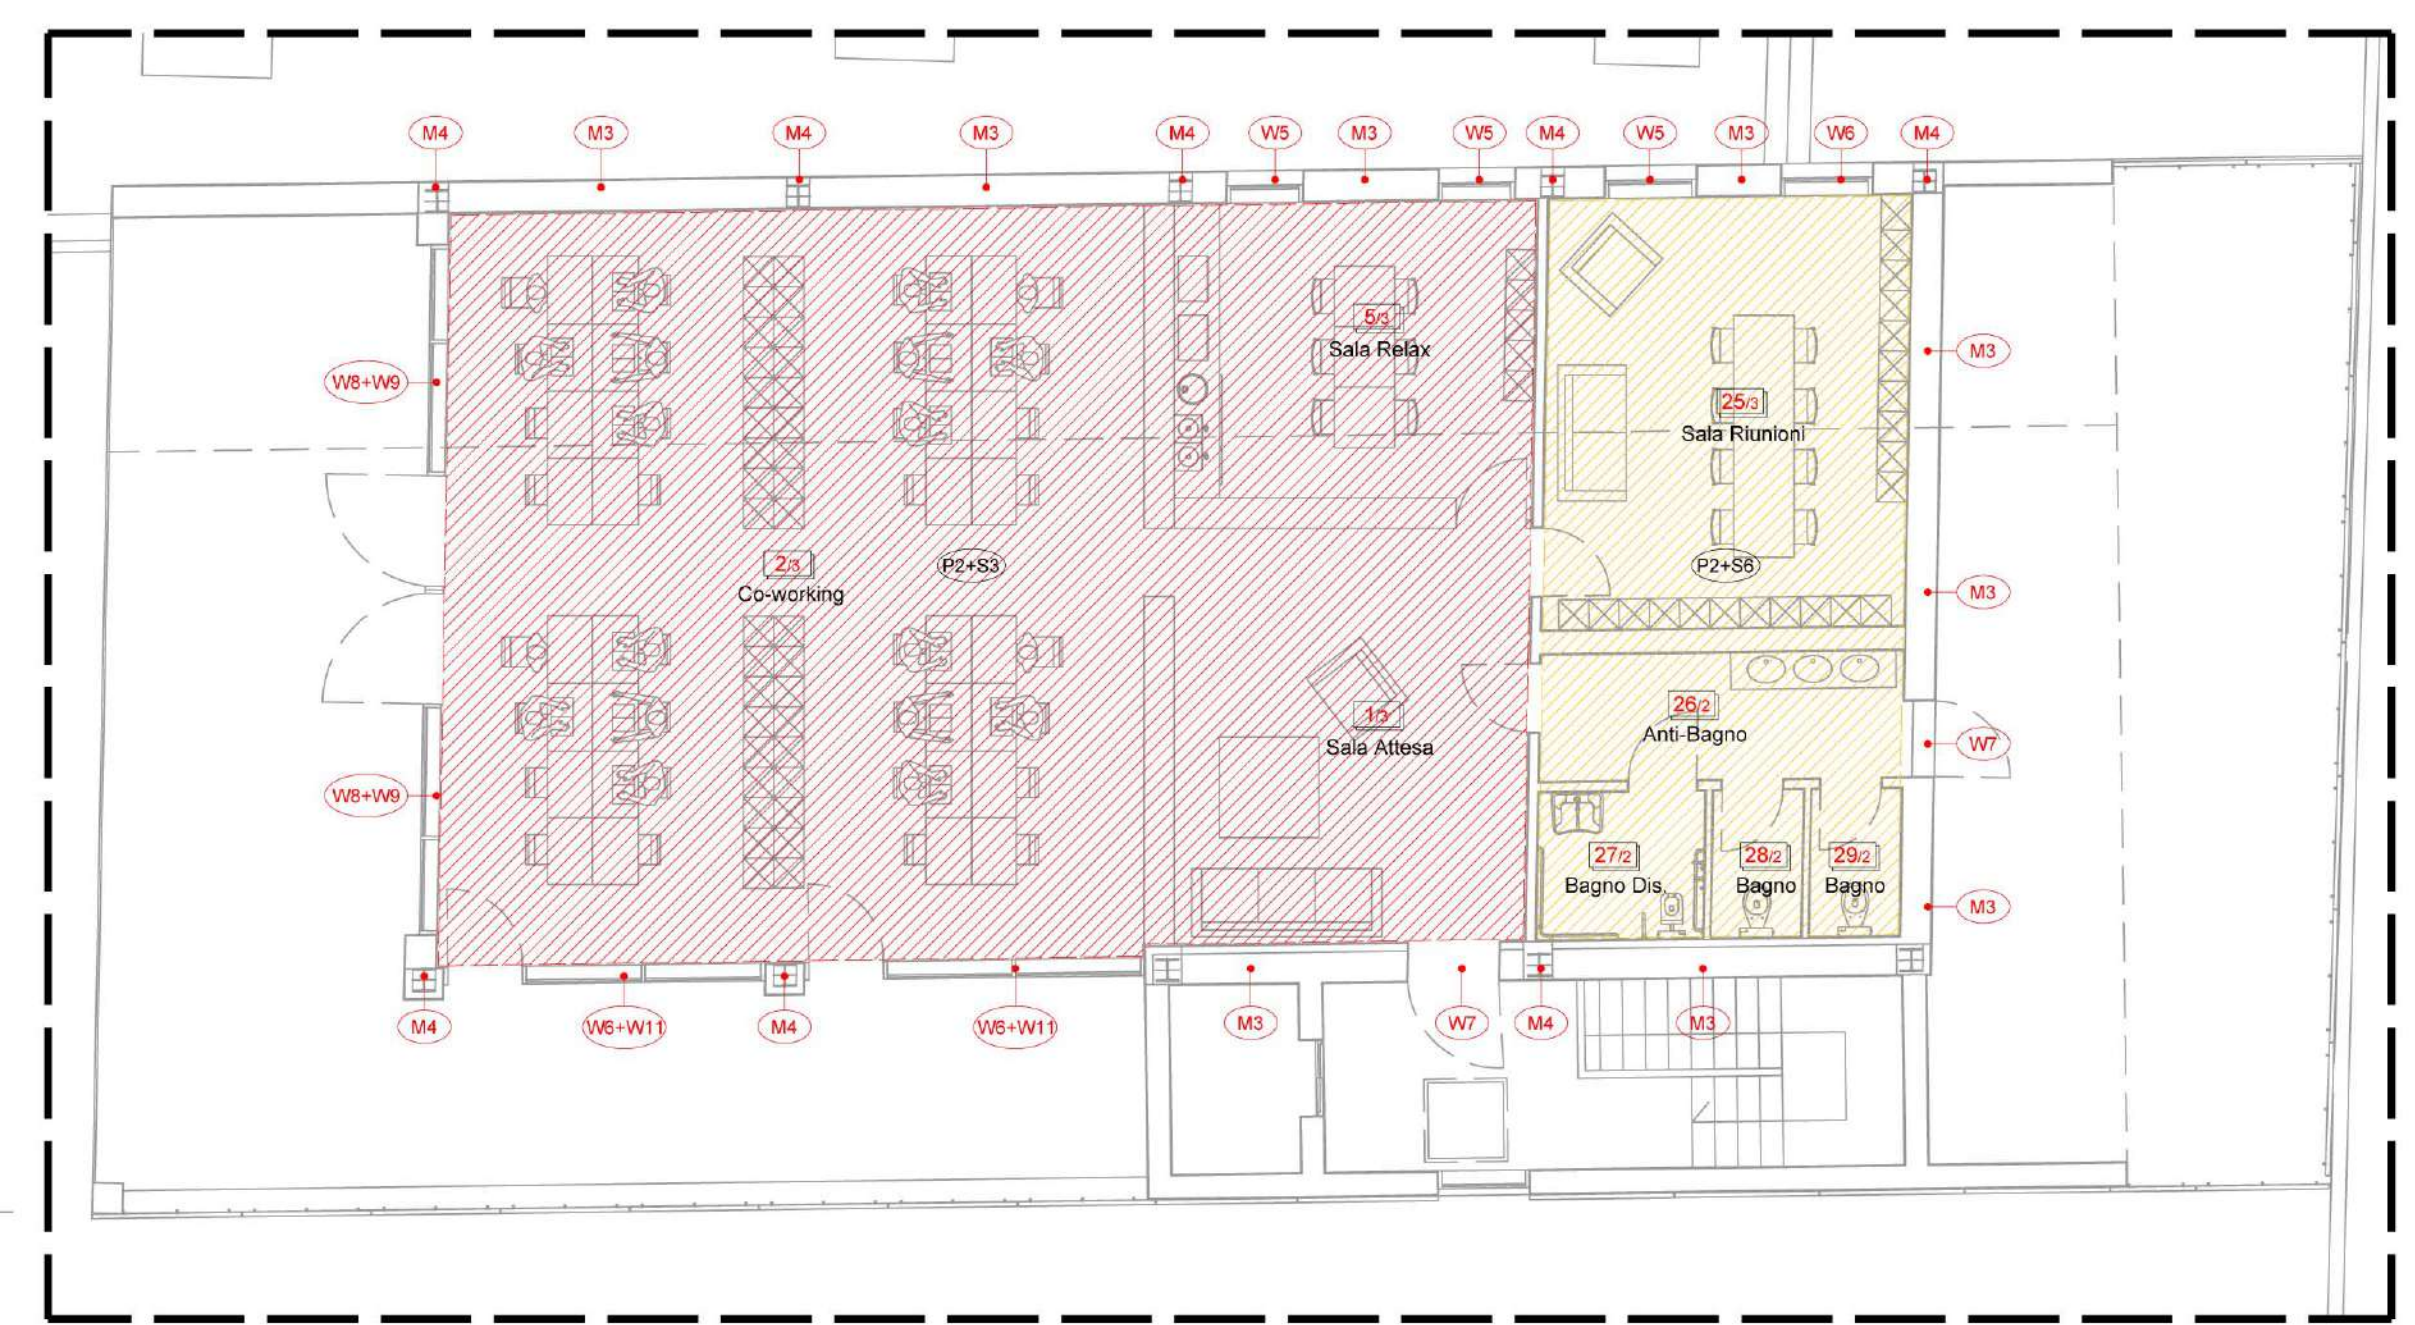 M4 M3 M4 M3 M4 W5 M3 W5 M4 W5 M3 W6 M4
5/3
Sala Relax
M3
W8+W9
25/3
Sala Riunioni
2/3
P2+S3
P2+S6
Co-working
M3
26/2
Anti-Bagno
1/3
Sala Attesa
W7
W8+W9
27/2 28/2 29/2
Bagno Dis. Bagno Bagno
M3
M4 W6+W11 M4 W6+W11 M3 W7 M4 M3